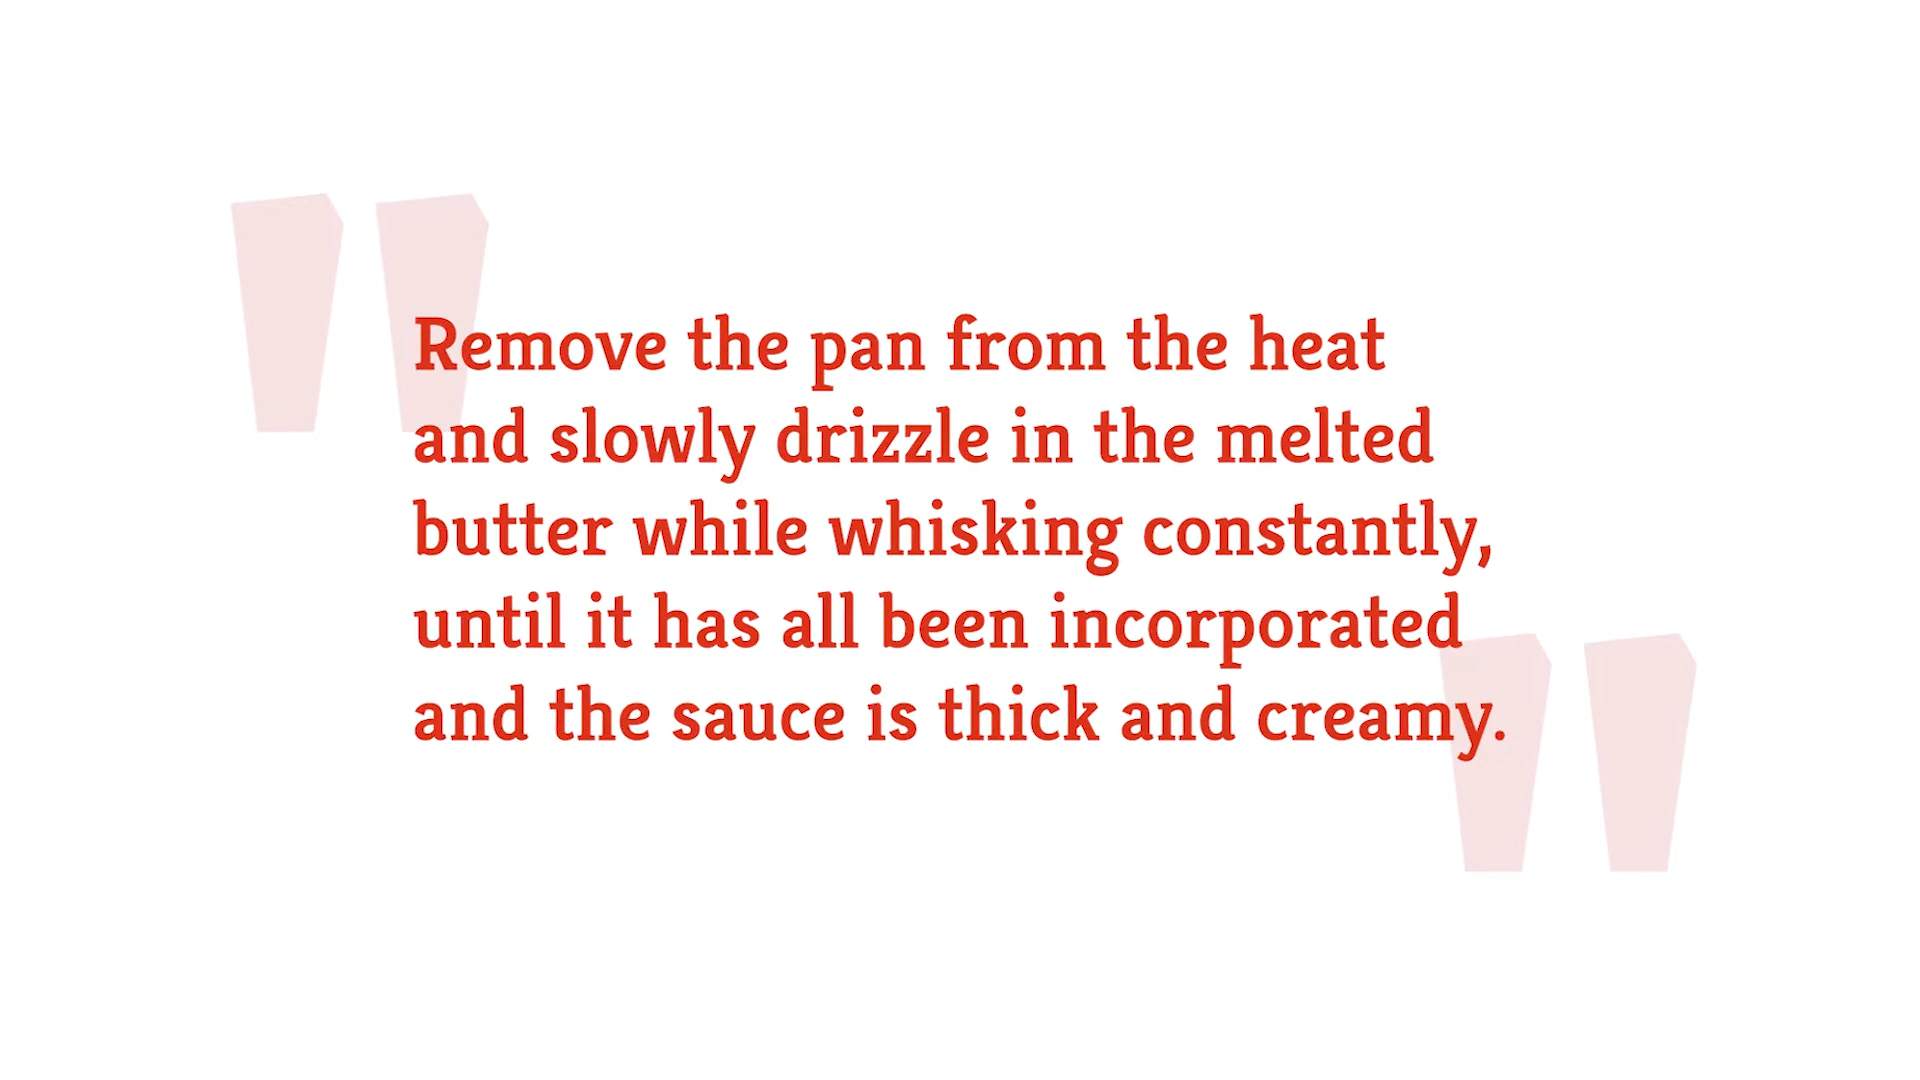 Remove the pan from the heat
and slowly drizzle in the melted
butter while whisking constantly,
until it has all been incorporated
and the sauce is thick and creamy.